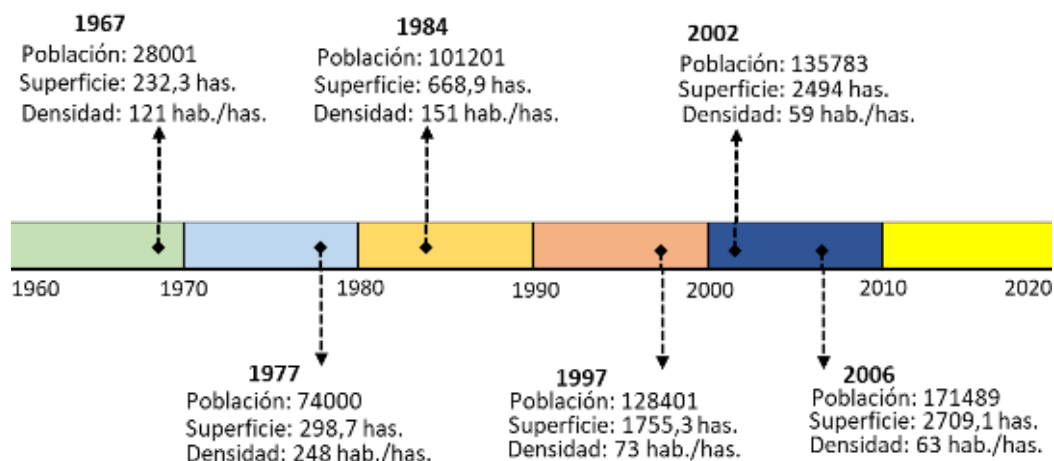 1967
Población: 28001
Superficie: 232,3 has.
Densidad: 121 hab./has.
1984
Población: 101201
Superficie: 668,9 has.
Densidad: 151 hab./has.
2002
Población: 135783
Superficie: 2494 has.
Densidad: 59 hab./has.
1960
1970
1980
1990
2000
2010
2020
1977
Población: 74000
Superficie: 298,7 has.
Densidad: 248 hab./has.
1997
Población: 128401
Superficie: 1755,3 has.
Densidad: 73 hab./has.
2006
Población: 171489
Superficie: 2709,1 has.
Densidad: 63 hab./has.